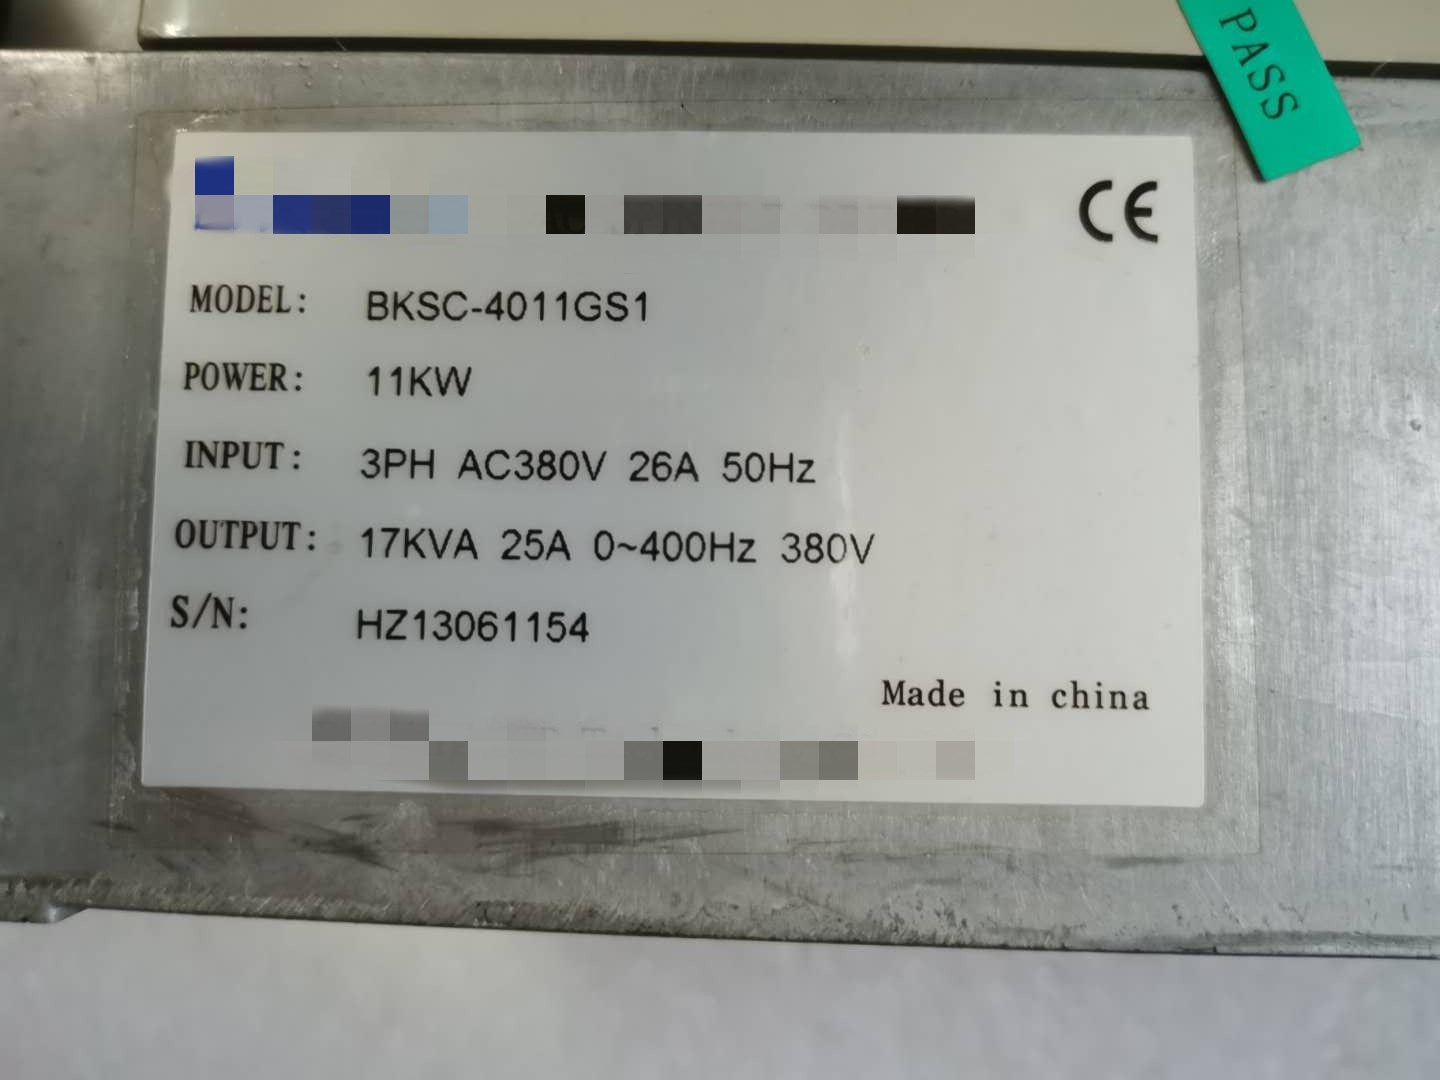 PASS
CE
MODEL: BKSC-4011GS1
POWER: 11KW
INPUT: 3PH AC380V 26A 50Hz
OUTPUT: 17KVA 25A 0~400Hz 380V
S/N: HZ13061154
Made in china